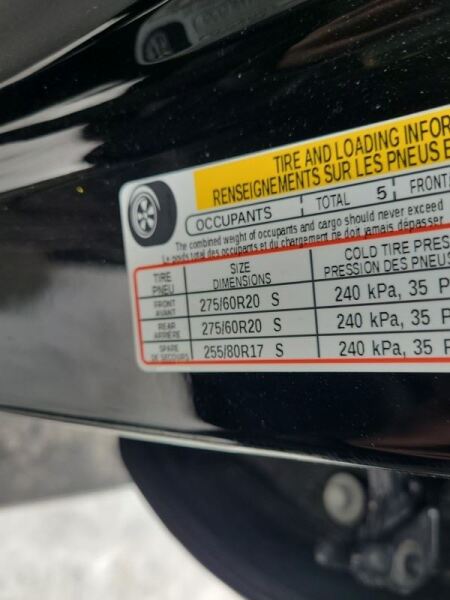 TIRE AND LOADING INFOR
RENSEIGNEMENTS SUR LES PNEUS E
OCCUPANTS TOTAL 5 FRONT
The combined weight of occupants and cargo should never exceed
Le poids total des occupants et du chargement ne doit jamais dépasser
TIRE SIZE COLD TIRE PRES
PNEU DIMENSIONS PRESSION DES PNEUS
FRONT
AVANT 275/60R20 S 240 kPa, 35 P
REAR
ARRIÈRE 275/60R20 S 240 kPa, 35 P
SPARE
DE SECOURS 255/80R17 S 240 kPa, 35 P